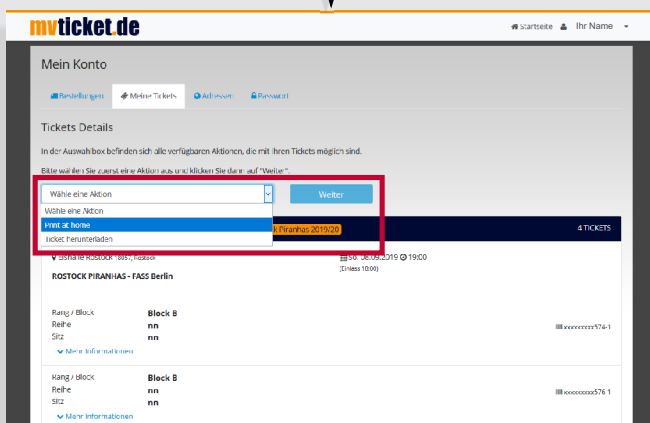 mvticket.de
Startseite Ihr Name
Mein Konto
Bestellungen Meine Tickets Adressen Passwort
Tickets Details
In der Auswahlbox befinden sich alle verfügbaren Aktionen, die mit Ihren Tickets möglich sind.
Bitte wählen Sie zuerst eine Aktion aus und klicken Sie dann auf "Weiter".
Wähle eine Aktion Weiter
Wähle eine Aktion
Print at home
Ticket herunterladen
k Piranhas 2019/20 4 TICKETS
Eishalle Rostock 18057, Rostock So. 08.09.2019 19:00
(Einlass 18:00)
ROSTOCK PIRANHAS - FASS Berlin
Rang / Block Block B
Reihe nn
Sitz nn
Mehr Informationen
Rang / Block Block B
Reihe nn
Sitz nn
Mehr Informationen